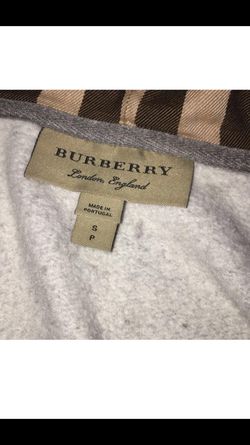 BURBERRY
London, England
MADE IN
PORTUGAL
S
P